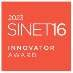 2023
SINET16
INNOVATOR
AWARD